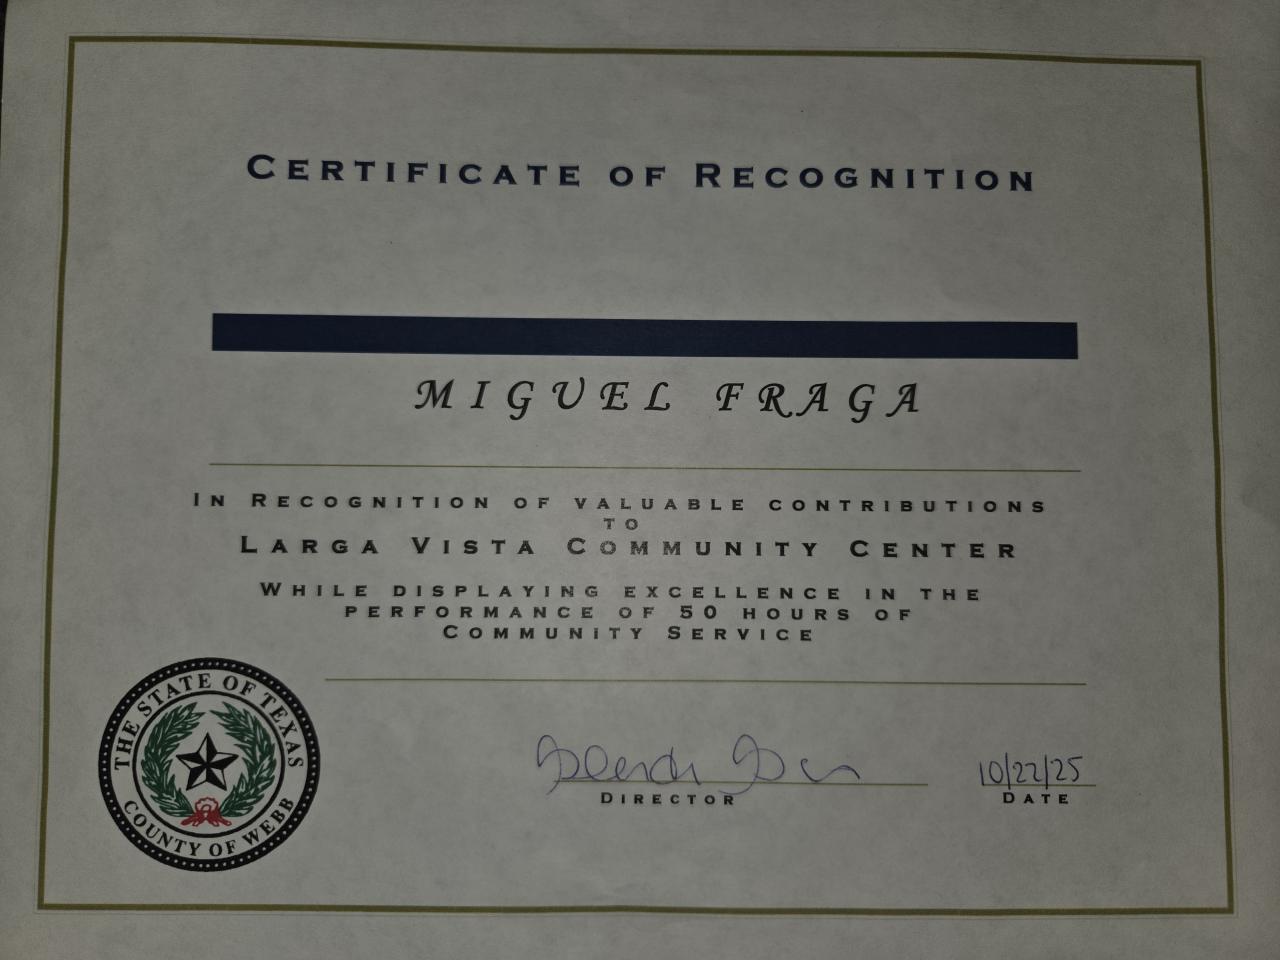 CERTIFICATE OF RECOGNITION
MIGUEL FRAGA
IN RECOGNITION OF VALUABLE CONTRIBUTIONS
TO
LARGA VISTA COMMUNITY CENTER
WHILE DISPLAYING EXCELLENCE IN THE
PERFORMANCE OF 50 HOURS OF
COMMUNITY SERVICE
THE STATE OF TEXAS
COUNTY OF WEBB
10/22/25
DIRECTOR
DATE